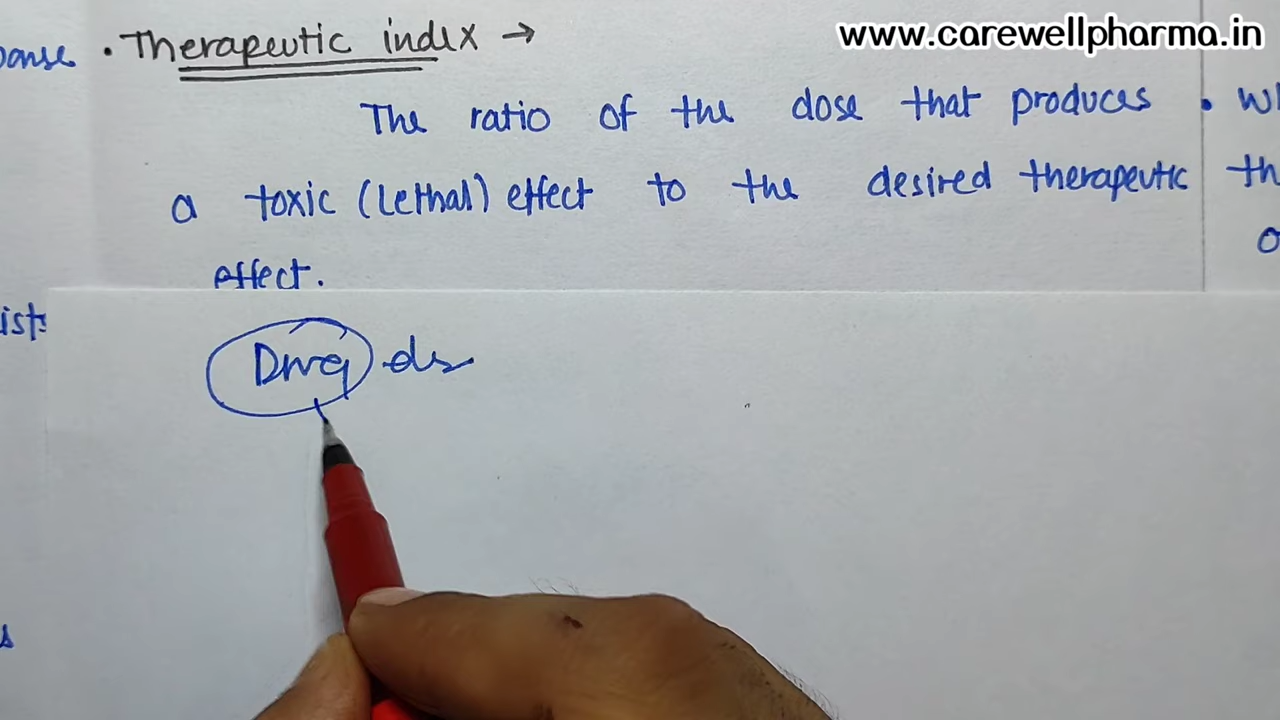 www.carewellpharma.in
• Therapeutic index →
The ratio of the dose that produces
a toxic (Lethal) effect to the desired therapeutic
effect.
Drug